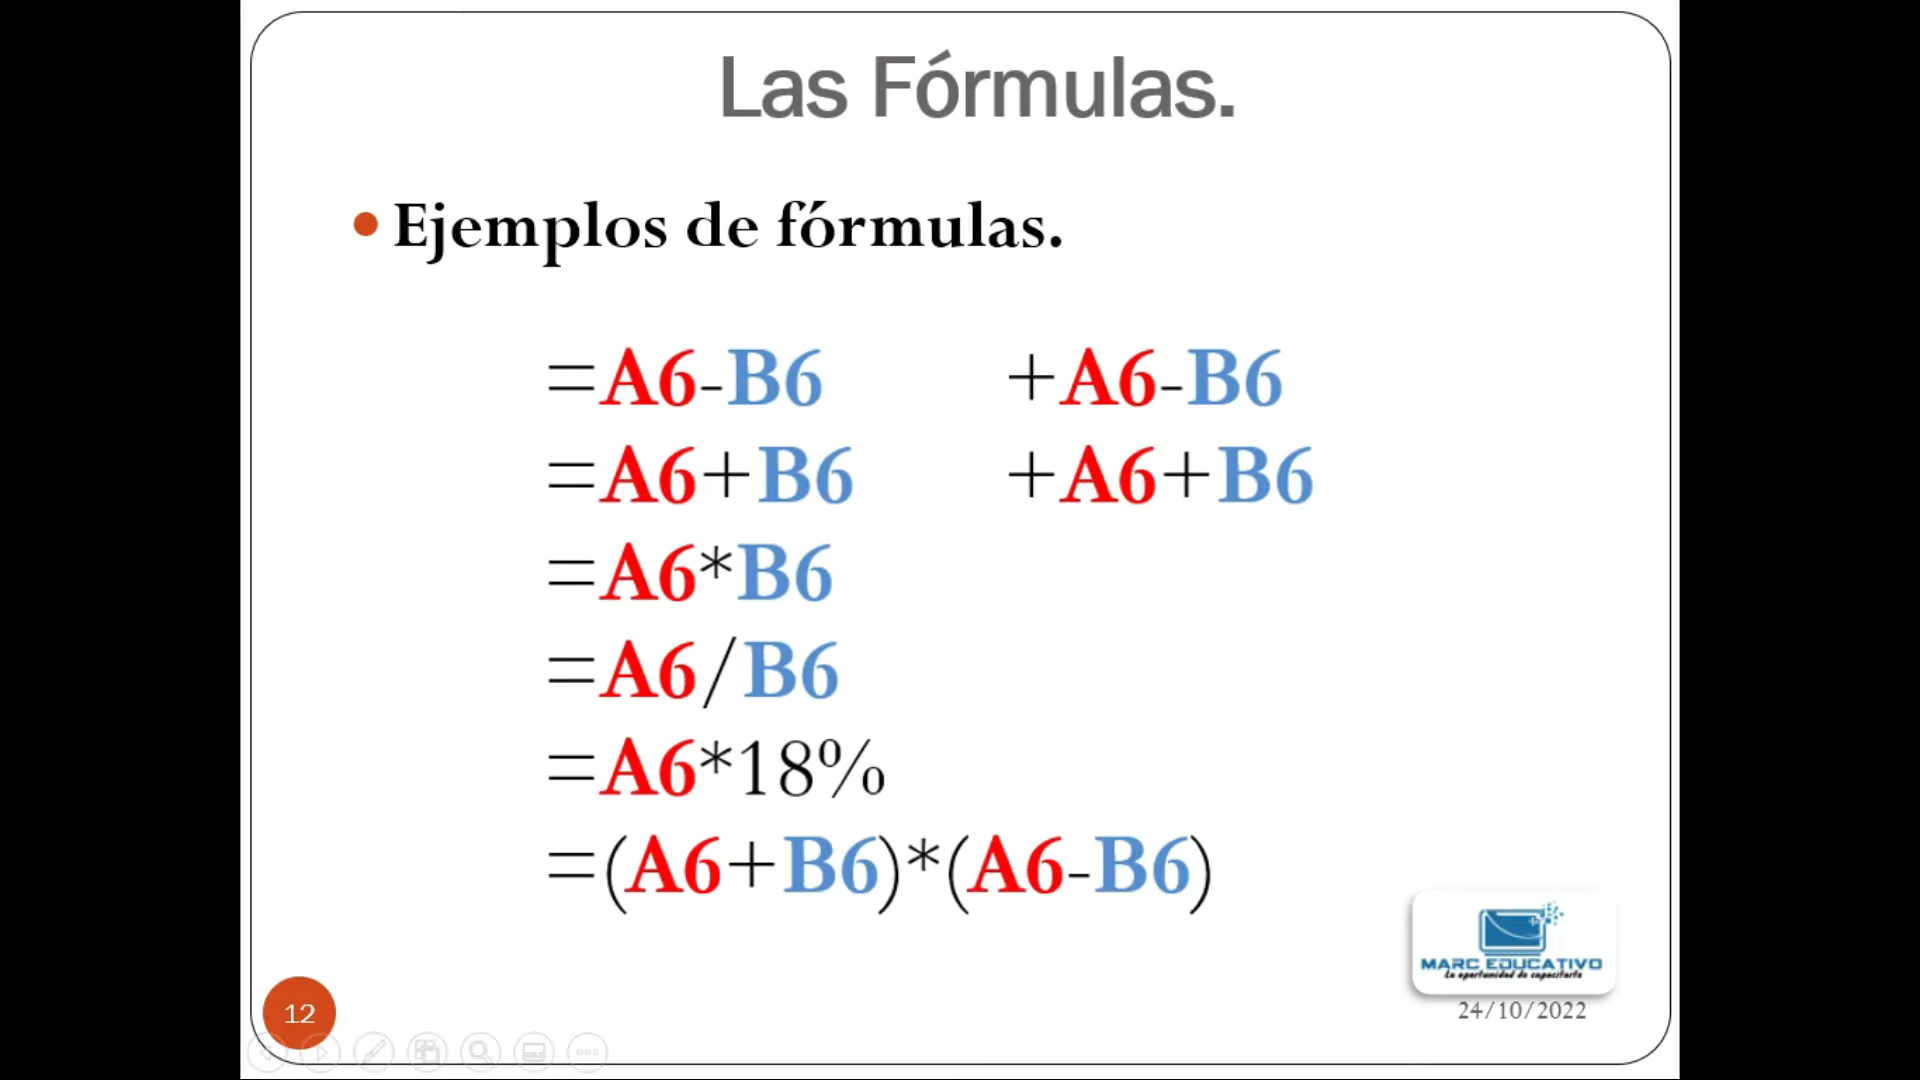 Las Fórmulas.
• Ejemplos de fórmulas.
=A6-B6 +A6-B6
=A6+B6 +A6+B6
=A6*B6
=A6/B6
=A6*18%
=(A6+B6)*(A6-B6)
MARC EDUCATIVO
La oportunidad de capacitarte
24/10/2022
12